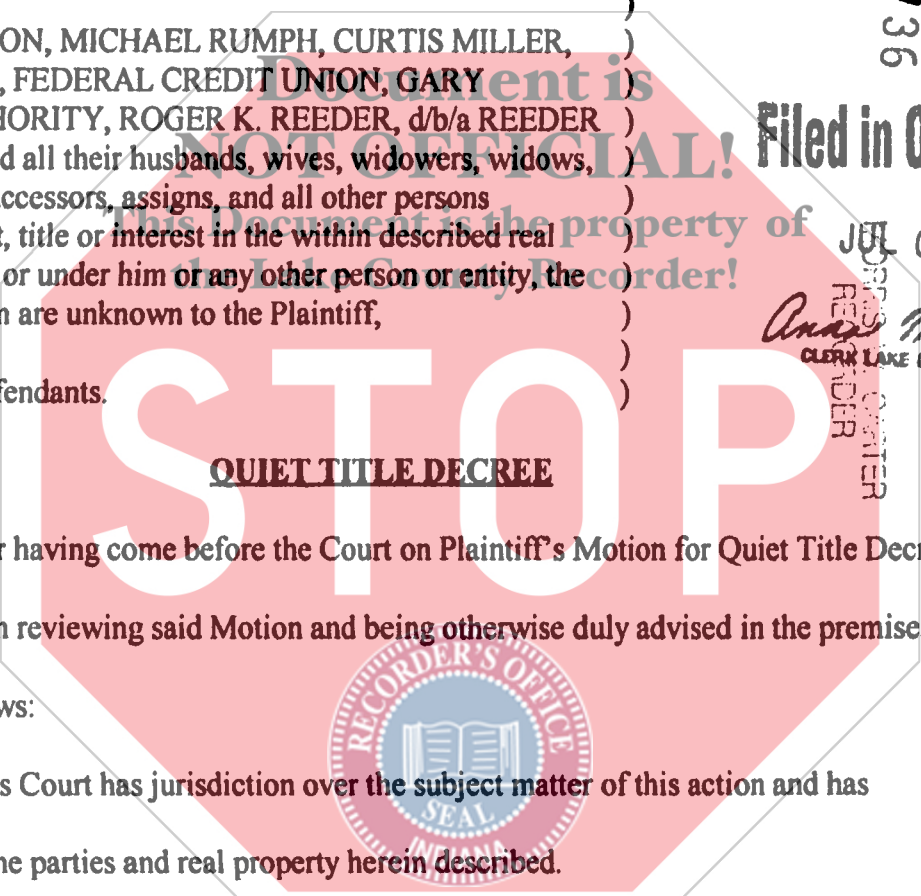 ON, MICHAEL RUMPH, CURTIS MILLER, )
, FEDERAL CREDIT UNION, GARY )
HORITY, ROGER K. REEDER, d/b/a REEDER )
d all their husbands, wives, widowers, widows, )
ccessors, assigns, and all other persons )
, title or interest in the within described real )
or under him or any other person or entity, the )
n are unknown to the Plaintiff, )
)
fendants. )
36
Filed in O
JUL
Anna
CLERK LAKE
RECORDER
CARTER
Document is
NOT OFFICIAL!
This Document is the property of
the Lake County Recorder!
STOP
QUIET TITLE DECREE
r having come before the Court on Plaintiff's Motion for Quiet Title Decr
n reviewing said Motion and being otherwise duly advised in the premise
ws:
s Court has jurisdiction over the subject matter of this action and has
he parties and real property herein described.
RECORDER'S OFFICE
SEAL
INDIANA